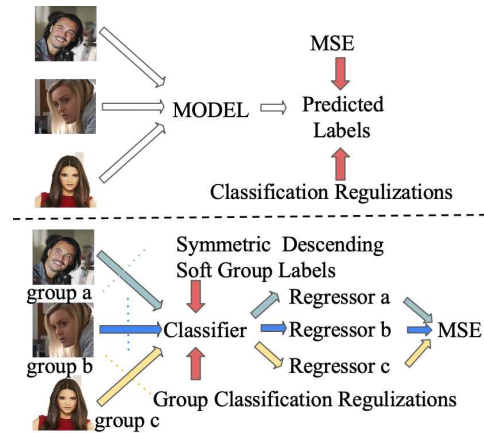 MSE
MODEL
Predicted
Labels
Classification Regulizations
Symmetric Descending
Soft Group Labels
group a
Regressor a
Classifier
Regressor b
MSE
group b
Regressor c
Group Classification Regulizations
group c